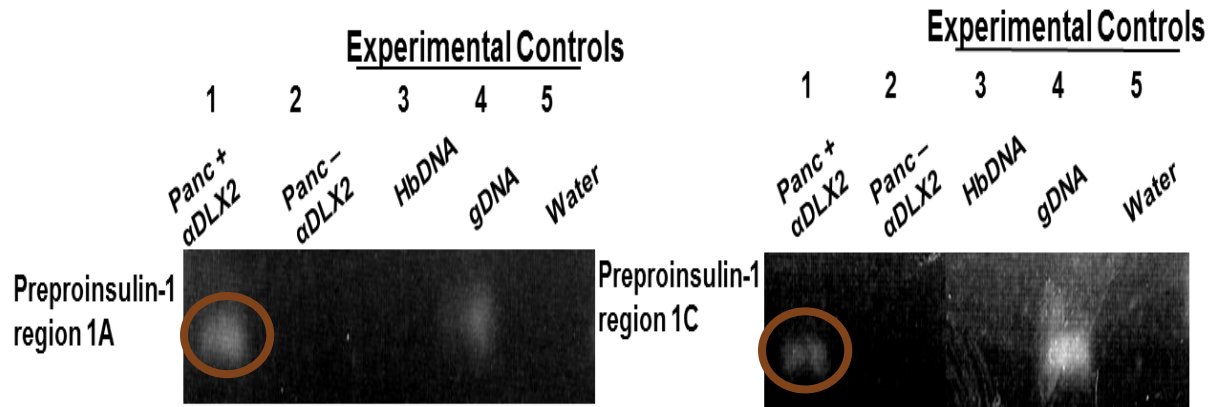 Experimental Controls
1 2 3 4 5
Panc +
αDLX2
Panc –
αDLX2
HbDNA
gDNA
Water
Preproinsulin-1
region 1A
Experimental Controls
1 2 3 4 5
Panc +
αDLX2
Panc –
αDLX2
HbDNA
gDNA
Water
Preproinsulin-1
region 1C